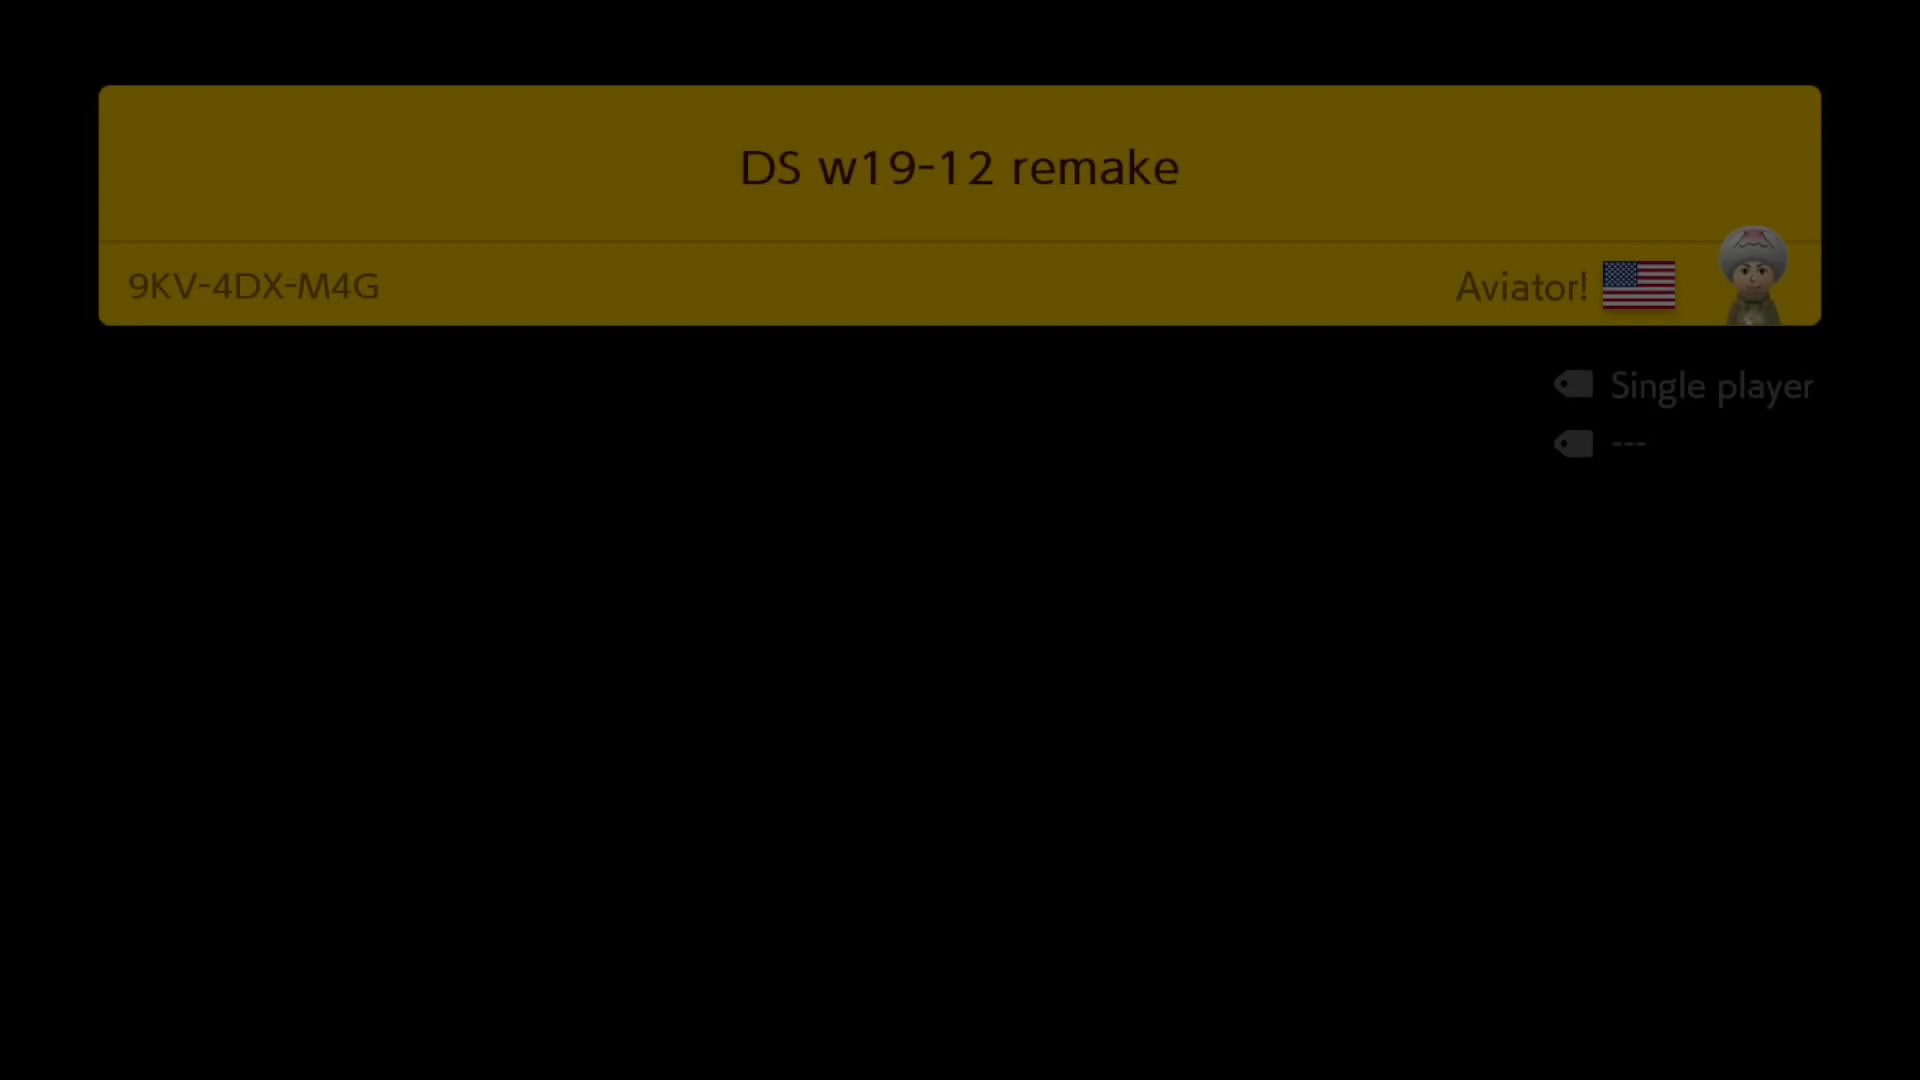 DS w19-12 remake
9KV-4DX-M4G
Aviator!
Single player
---